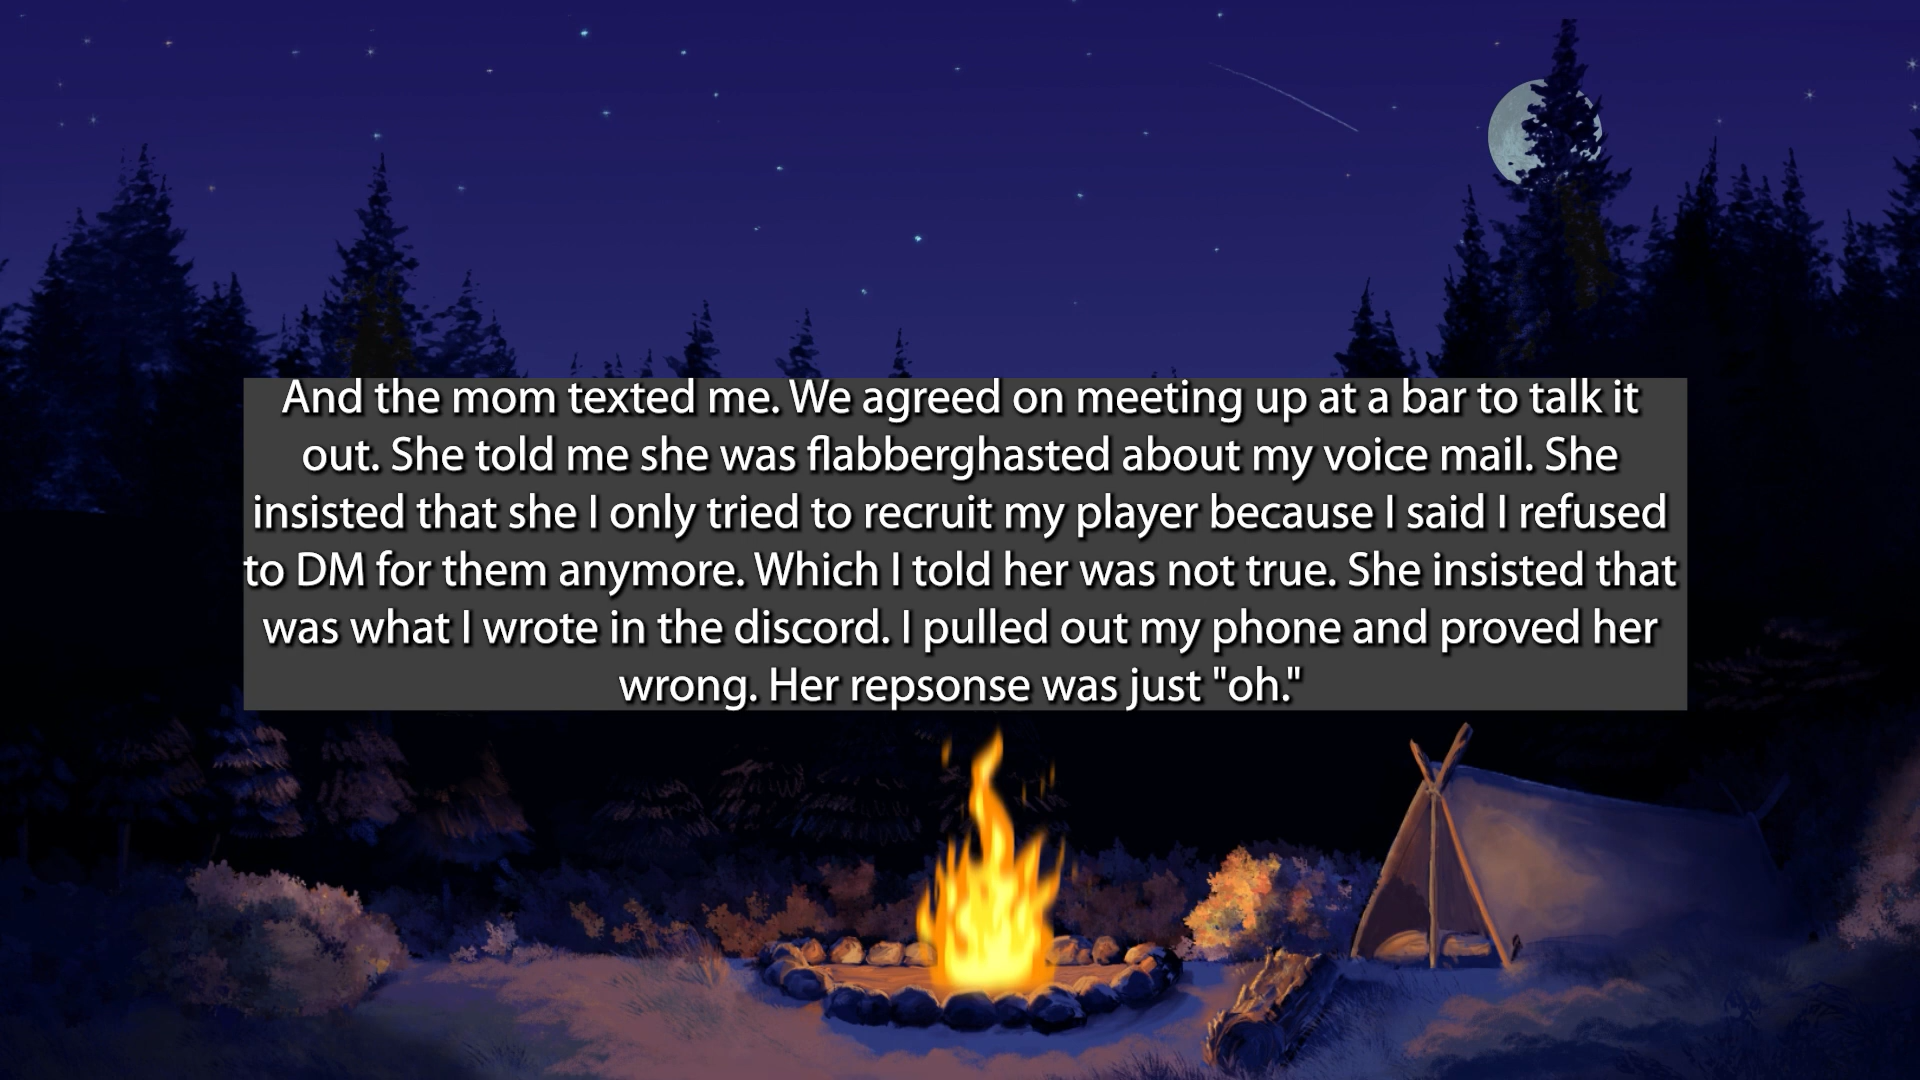 And the mom texted me. We agreed on meeting up at a bar to talk it
out. She told me she was flabberghasted about my voice mail. She
insisted that she I only tried to recruit my player because I said I refused
to DM for them anymore. Which I told her was not true. She insisted that
was what I wrote in the discord. I pulled out my phone and proved her
wrong. Her repsonse was just "oh."